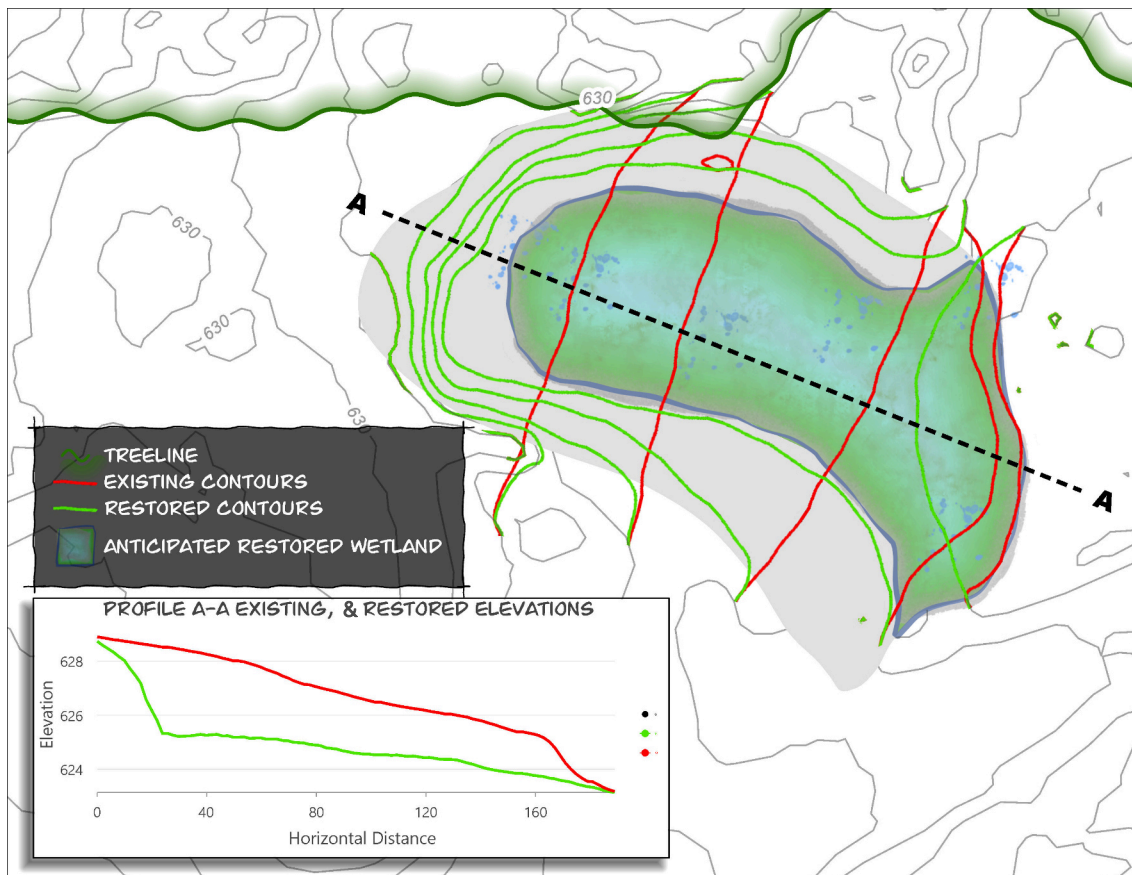 630
A
630
630
630
A
TREELINE
EXISTING CONTOURS
RESTORED CONTOURS
ANTICIPATED RESTORED WETLAND
PROFILE A-A EXISTING, & RESTORED ELEVATIONS
Elevation
628
626
624
0
40
80
120
160
Horizontal Distance